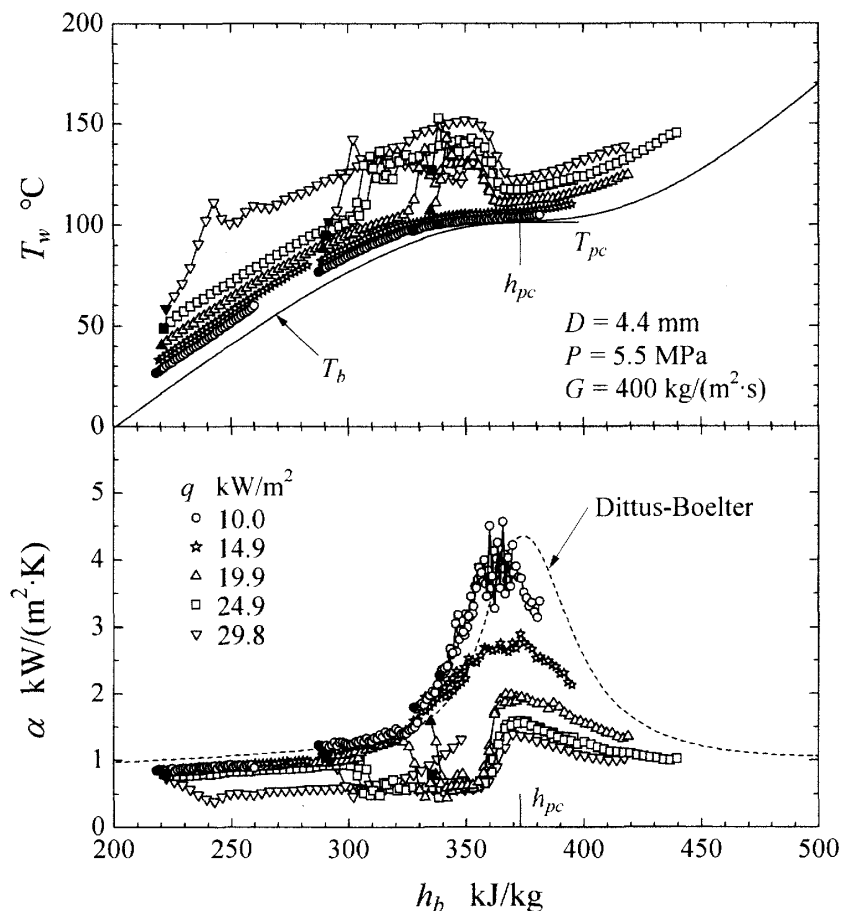 200
150
100
50
0
T_w °C
T_pc
h_pc
T_b
D = 4.4 mm
P = 5.5 MPa
G = 400 kg/(m²·s)
5
4
3
2
1
0
α kW/(m²·K)
q kW/m²
10.0
14.9
19.9
24.9
29.8
Dittus-Boelter
h_pc
200 250 300 350 400 450 500
h_b kJ/kg